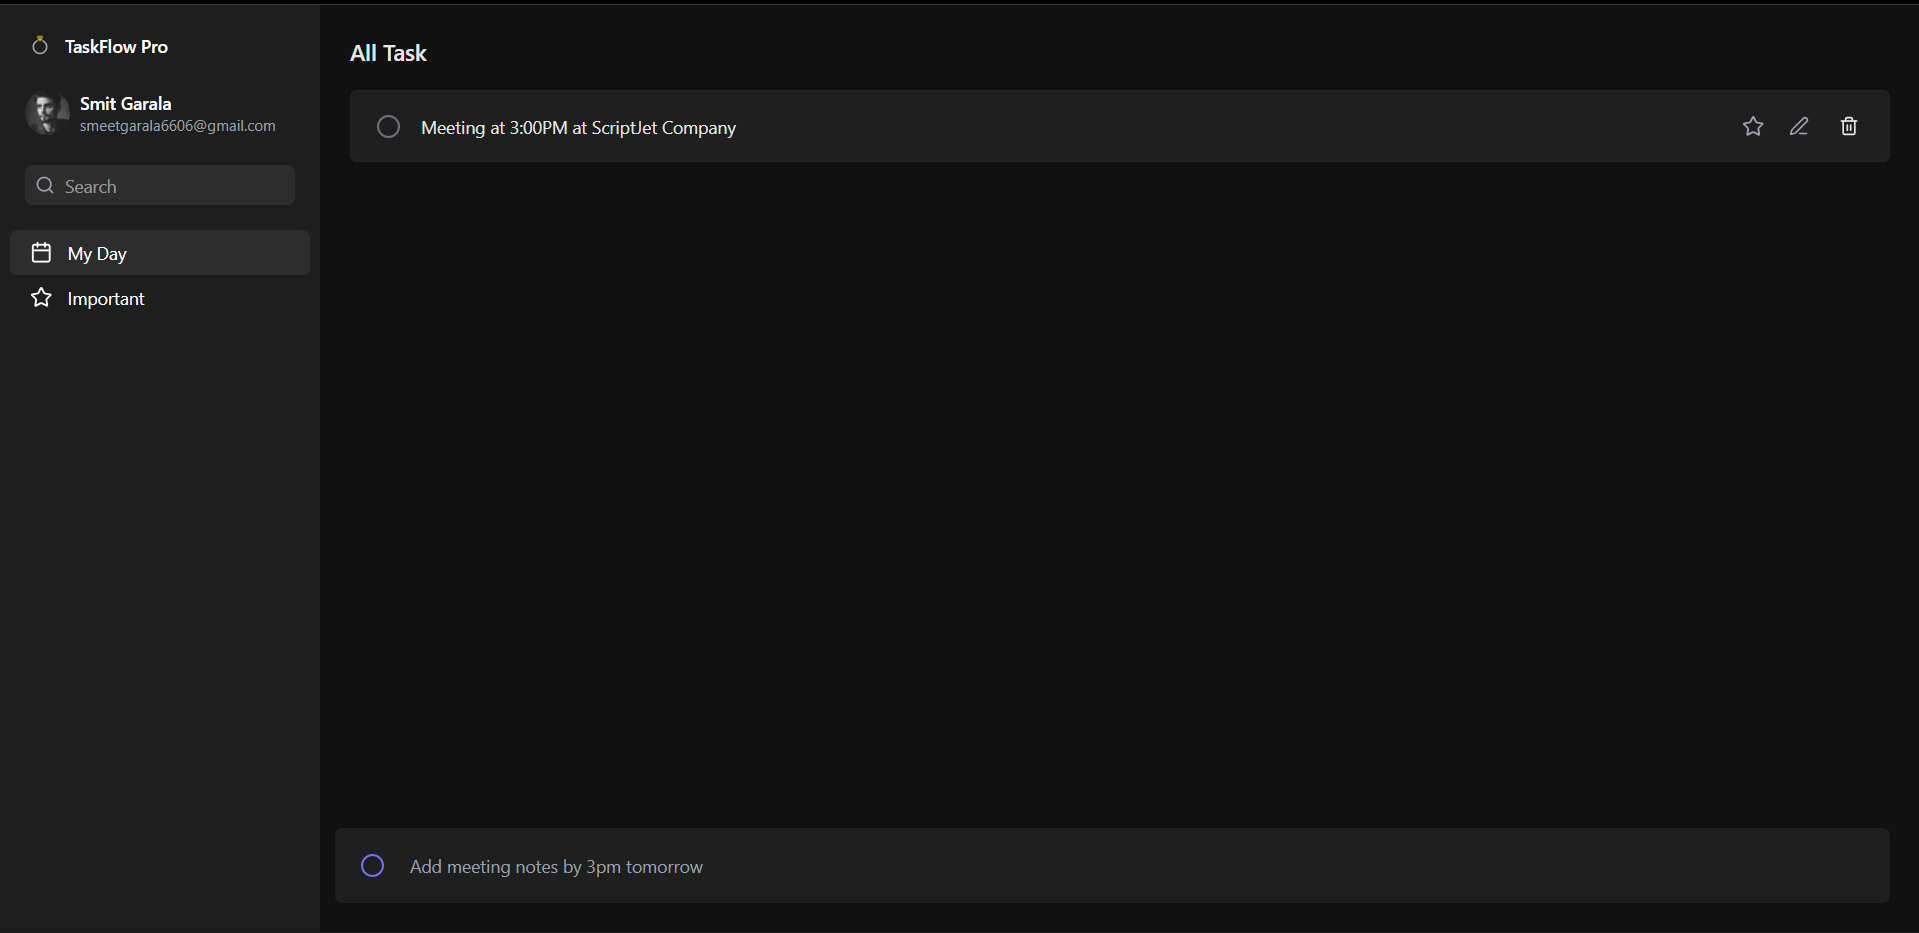 TaskFlow Pro
Smit Garala
smeetgarala6606@gmail.com
Search
My Day
Important
All Task
Meeting at 3:00PM at ScriptJet Company
Add meeting notes by 3pm tomorrow